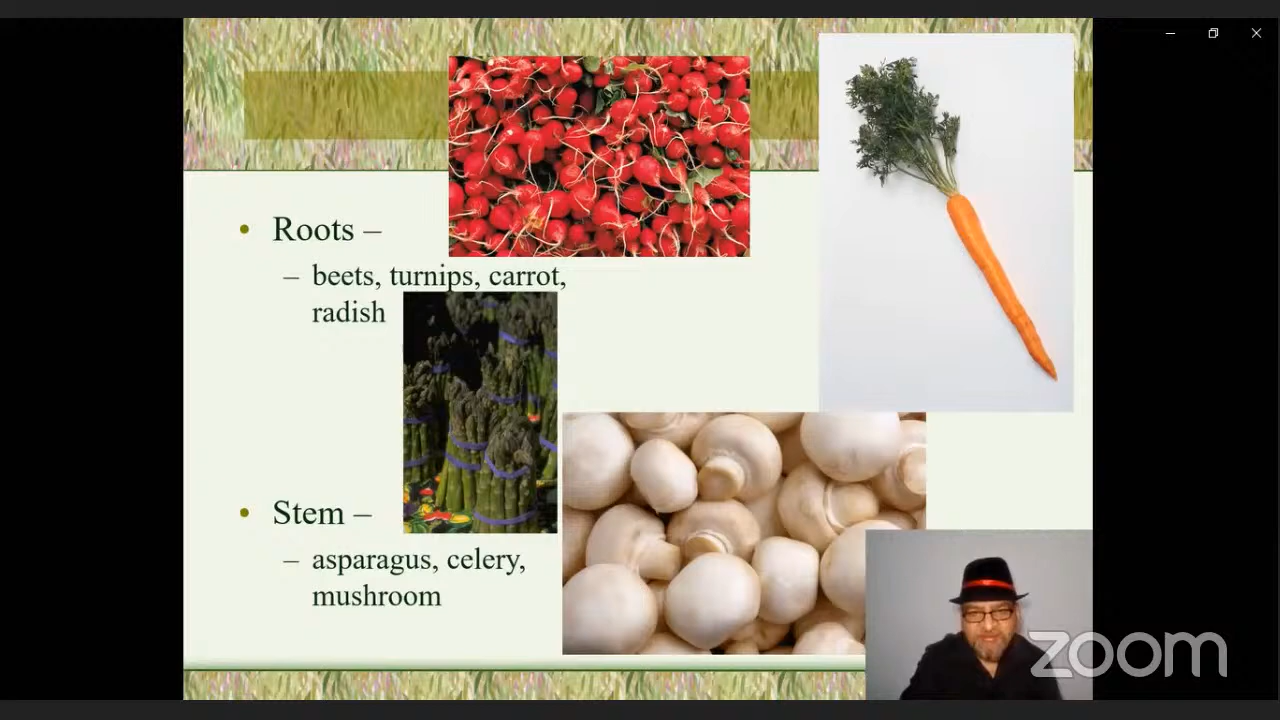 Roots –
– beets, turnips, carrot,
radish
Stem –
– asparagus, celery,
mushroom
zoom